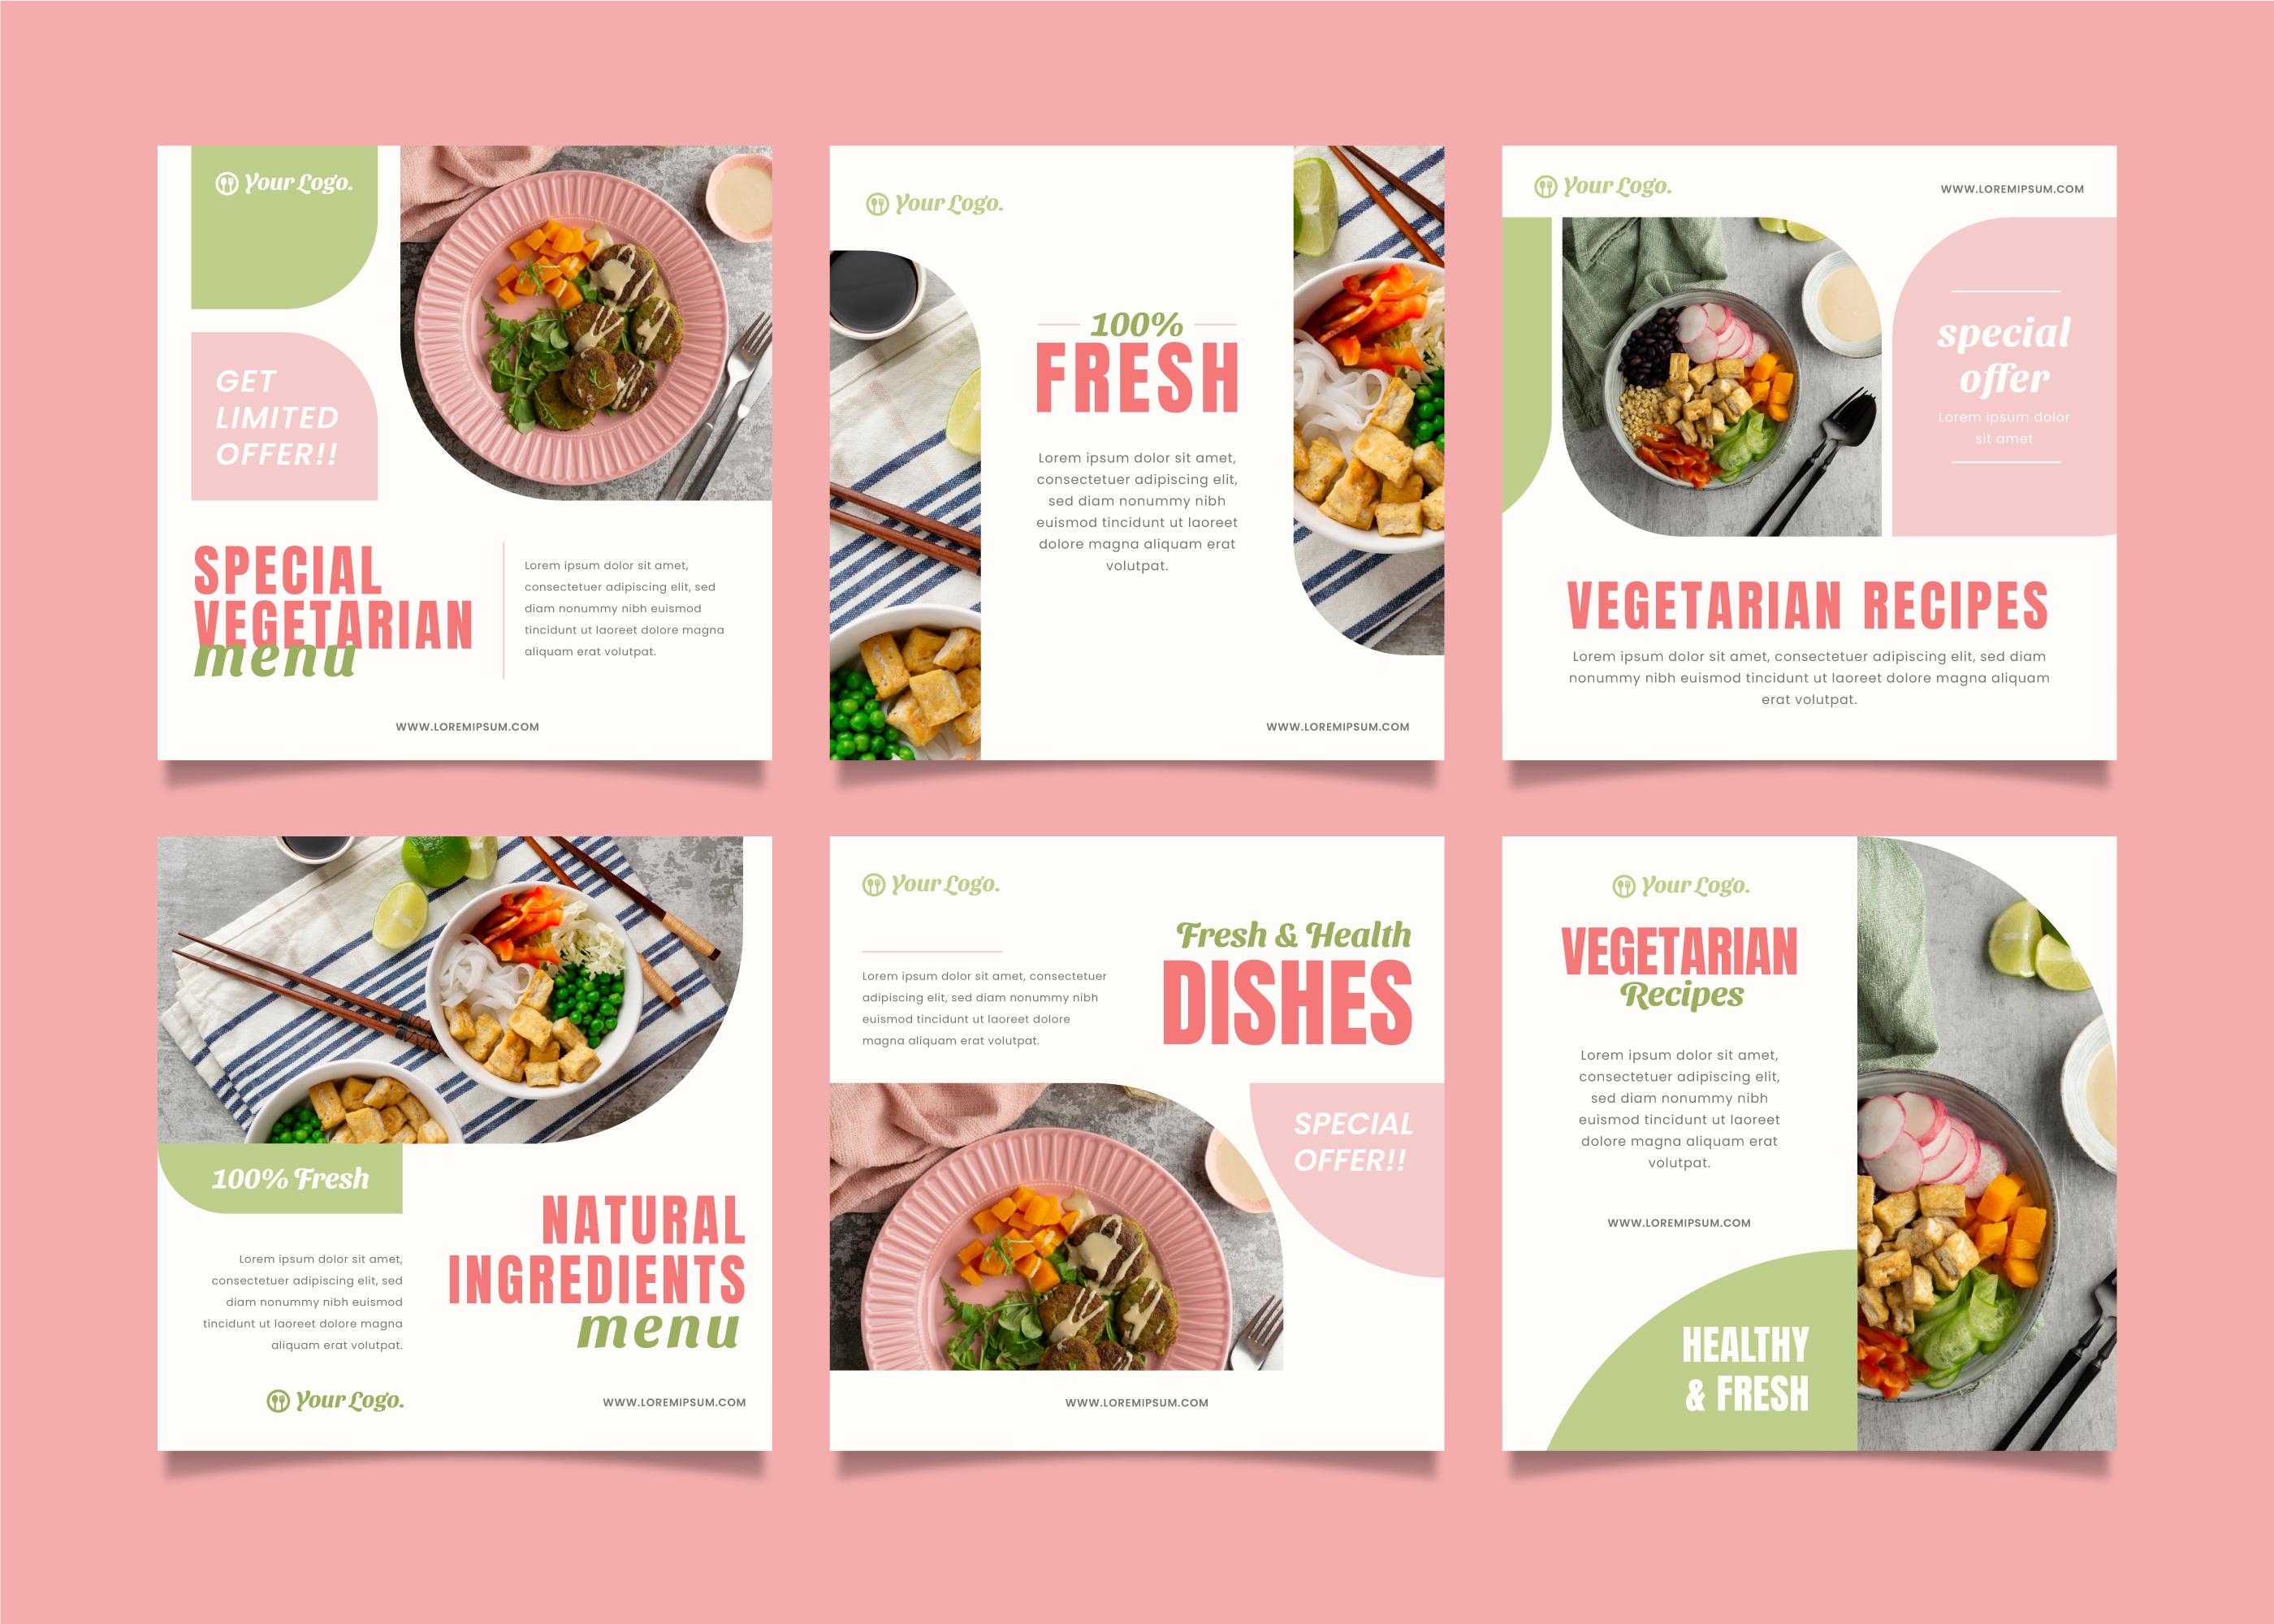 Your Logo.
GET
LIMITED
OFFER!!
SPECIAL
VEGETARIAN
menu
Lorem ipsum dolor sit amet,
consectetuer adipiscing elit, sed
diam nonummy nibh euismod
tincidunt ut laoreet dolore magna
aliquam erat volutpat.
WWW.LOREMIPSUM.COM
Your Logo.
100%
FRESH
Lorem ipsum dolor sit amet,
consectetuer adipiscing elit,
sed diam nonummy nibh
euismod tincidunt ut laoreet
dolore magna aliquam erat
volutpat.
WWW.LOREMIPSUM.COM
Your Logo.
WWW.LOREMIPSUM.COM
special
offer
Lorem ipsum dolor
sit amet
VEGETARIAN RECIPES
Lorem ipsum dolor sit amet, consectetuer adipiscing elit, sed diam
nonummy nibh euismod tincidunt ut laoreet dolore magna aliquam
erat volutpat.
100% Fresh
NATURAL
INGREDIENTS
menu
Lorem ipsum dolor sit amet,
consectetuer adipiscing elit, sed
diam nonummy nibh euismod
tincidunt ut laoreet dolore magna
aliquam erat volutpat.
Your Logo.
WWW.LOREMIPSUM.COM
Your Logo.
Fresh & Health
DISHES
Lorem ipsum dolor sit amet, consectetuer
adipiscing elit, sed diam nonummy nibh
euismod tincidunt ut laoreet dolore
magna aliquam erat volutpat.
SPECIAL
OFFER!!
WWW.LOREMIPSUM.COM
Your Logo.
VEGETARIAN
Recipes
Lorem ipsum dolor sit amet,
consectetuer adipiscing elit,
sed diam nonummy nibh
euismod tincidunt ut laoreet
dolore magna aliquam erat
volutpat.
WWW.LOREMIPSUM.COM
HEALTHY
& FRESH